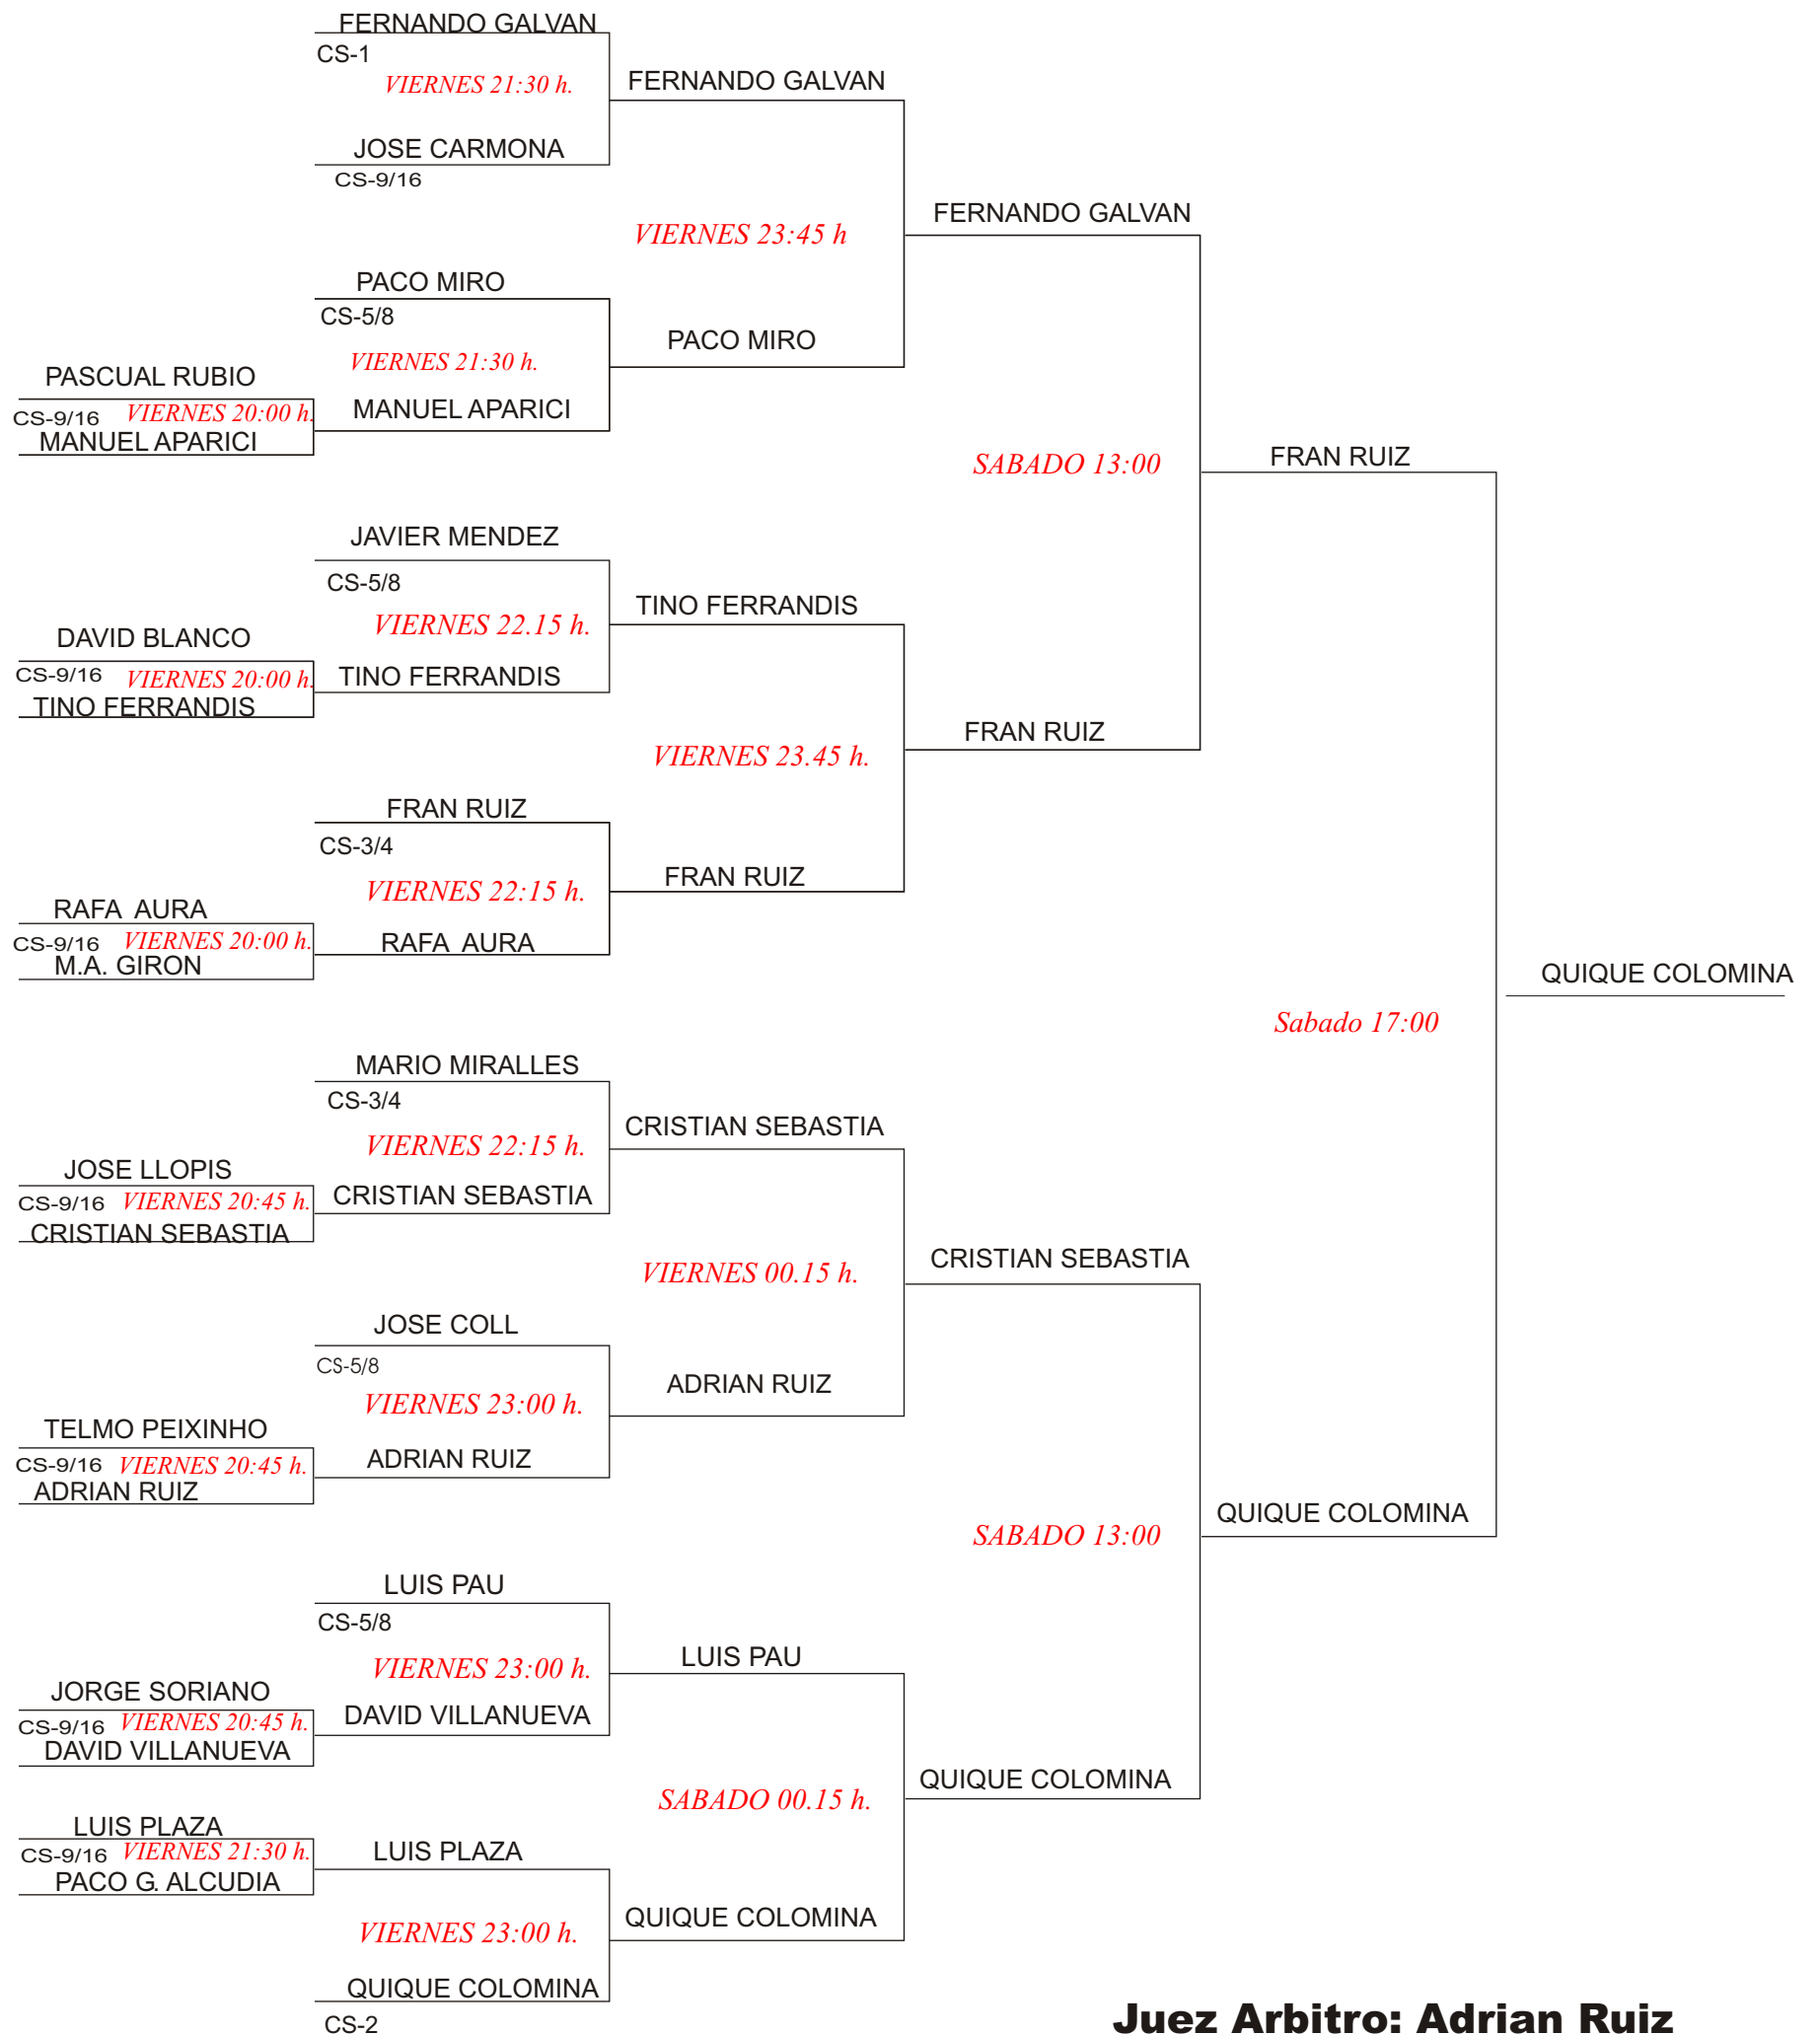 FERNANDO GALVAN
CS-1
VIERNES 21:30 h.
JOSE CARMONA
CS-9/16
FERNANDO GALVAN
VIERNES 23:45 h
FERNANDO GALVAN
PACO MIRO
CS-5/8
VIERNES 21:30 h.
PACO MIRO
PASCUAL RUBIO
CS-9/16 VIERNES 20:00 h.
MANUEL APARICI
MANUEL APARICI
SABADO 13:00
FRAN RUIZ
JAVIER MENDEZ
CS-5/8
VIERNES 22.15 h.
TINO FERRANDIS
DAVID BLANCO
CS-9/16 VIERNES 20:00 h.
TINO FERRANDIS
TINO FERRANDIS
VIERNES 23.45 h.
FRAN RUIZ
FRAN RUIZ
CS-3/4
VIERNES 22:15 h.
FRAN RUIZ
RAFA AURA
CS-9/16 VIERNES 20:00 h.
M.A. GIRON
RAFA AURA
QUIQUE COLOMINA
Sabado 17:00
MARIO MIRALLES
CS-3/4
VIERNES 22:15 h.
CRISTIAN SEBASTIA
JOSE LLOPIS
CS-9/16 VIERNES 20:45 h.
CRISTIAN SEBASTIA
CRISTIAN SEBASTIA
VIERNES 00.15 h.
CRISTIAN SEBASTIA
JOSE COLL
CS-5/8
VIERNES 23:00 h.
ADRIAN RUIZ
TELMO PEIXINHO
CS-9/16 VIERNES 20:45 h.
ADRIAN RUIZ
ADRIAN RUIZ
SABADO 13:00
QUIQUE COLOMINA
LUIS PAU
CS-5/8
VIERNES 23:00 h.
LUIS PAU
JORGE SORIANO
CS-9/16 VIERNES 20:45 h.
DAVID VILLANUEVA
DAVID VILLANUEVA
SABADO 00.15 h.
QUIQUE COLOMINA
LUIS PLAZA
CS-9/16 VIERNES 21:30 h.
PACO G. ALCUDIA
LUIS PLAZA
VIERNES 23:00 h.
QUIQUE COLOMINA
QUIQUE COLOMINA
CS-2
Juez Arbitro: Adrian Ruiz